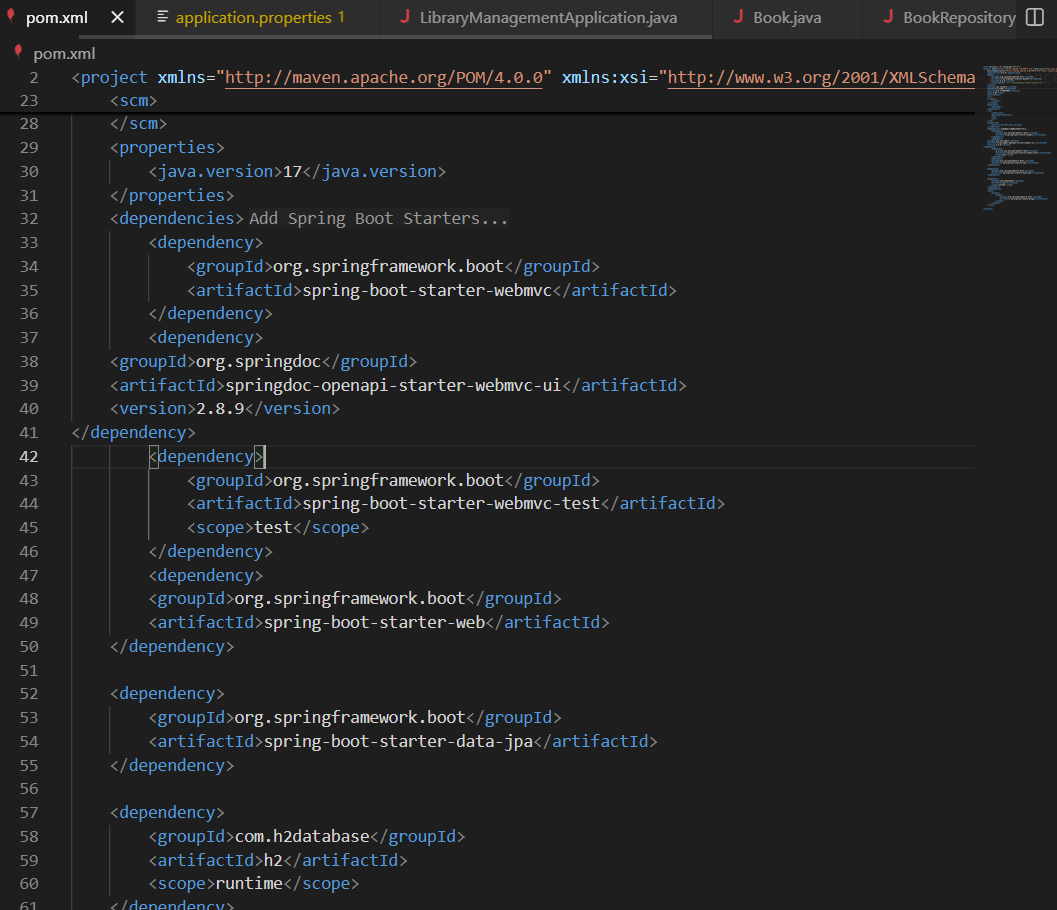 pom.xml
application.properties 1
LibraryManagementApplication.java
Book.java
BookRepository
pom.xml
2 <project xmlns="http://maven.apache.org/POM/4.0.0" xmlns:xsi="http://www.w3.org/2001/XMLSchema
23 <scm>
28 </scm>
29 <properties>
30 <java.version>17</java.version>
31 </properties>
32 <dependencies> Add Spring Boot Starters...
33 <dependency>
34 <groupId>org.springframework.boot</groupId>
35 <artifactId>spring-boot-starter-webmvc</artifactId>
36 </dependency>
37 <dependency>
38 <groupId>org.springdoc</groupId>
39 <artifactId>springdoc-openapi-starter-webmvc-ui</artifactId>
40 <version>2.8.9</version>
41 </dependency>
42 <dependency>
43 <groupId>org.springframework.boot</groupId>
44 <artifactId>spring-boot-starter-webmvc-test</artifactId>
45 <scope>test</scope>
46 </dependency>
47 <dependency>
48 <groupId>org.springframework.boot</groupId>
49 <artifactId>spring-boot-starter-web</artifactId>
50 </dependency>
51
52 <dependency>
53 <groupId>org.springframework.boot</groupId>
54 <artifactId>spring-boot-starter-data-jpa</artifactId>
55 </dependency>
56
57 <dependency>
58 <groupId>com.h2database</groupId>
59 <artifactId>h2</artifactId>
60 <scope>runtime</scope>
61 </dependency>